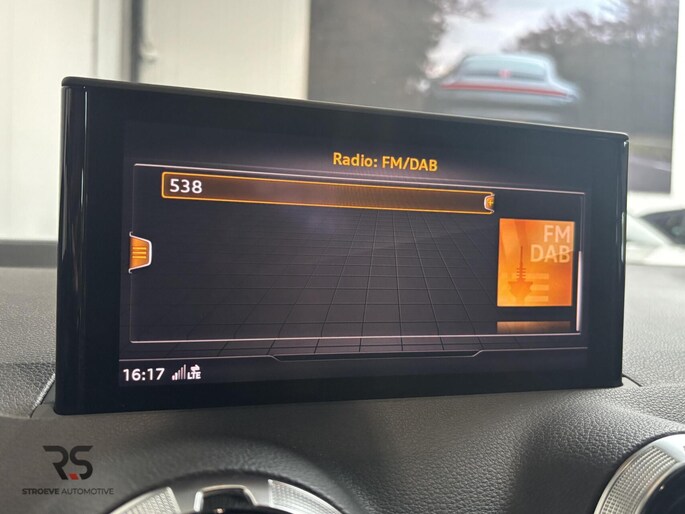 Radio: FM/DAB
538
FM
DAB
16:17 LTE
RS
STROEVE AUTOMOTIVE